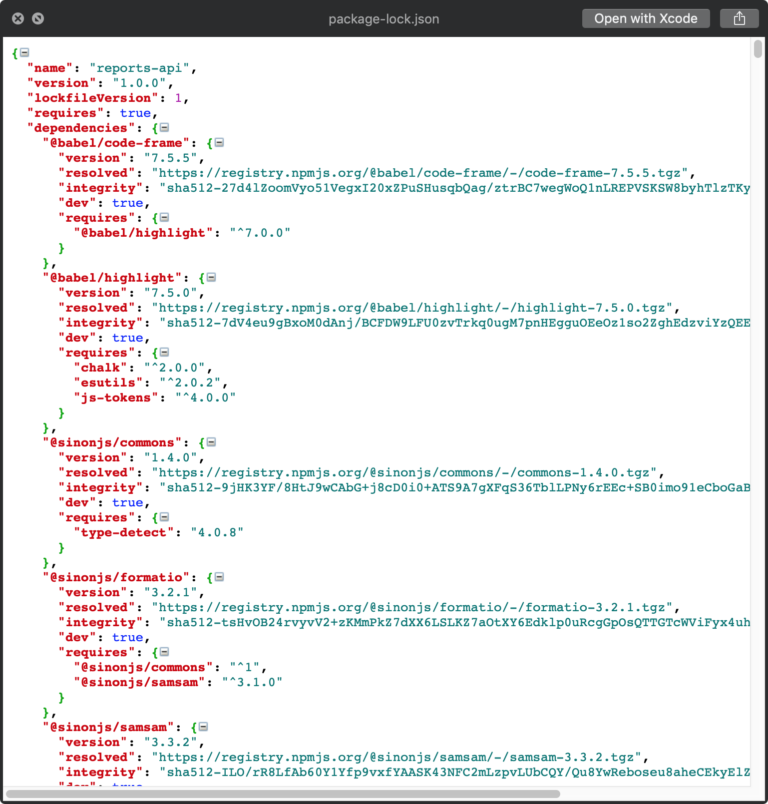 package-lock.json
Open with Xcode
{
"name": "reports-api",
"version": "1.0.0",
"lockfileVersion": 1,
"requires": true,
"dependencies": {
"@babel/code-frame": {
"version": "7.5.5",
"resolved": "https://registry.npmjs.org/@babel/code-frame/-/code-frame-7.5.5.tgz",
"integrity": "sha512-27d4lZoomVyo51VegxI20xZPuSHusqbQag/ztrBC7wegWoQ1nLREPVSKSW8byhTlzTKy
"dev": true,
"requires": {
"@babel/highlight": "^7.0.0"
}
},
"@babel/highlight": {
"version": "7.5.0",
"resolved": "https://registry.npmjs.org/@babel/highlight/-/highlight-7.5.0.tgz",
"integrity": "sha512-7dV4eu9gBxoM0dAnj/BCFDW9LFU0zvTrkq0ugM7pnHEgguOEeOz1so2ZghEdzviYzQEE
"dev": true,
"requires": {
"chalk": "^2.0.0",
"esutils": "^2.0.2",
"js-tokens": "^4.0.0"
}
},
"@sinonjs/commons": {
"version": "1.4.0",
"resolved": "https://registry.npmjs.org/@sinonjs/commons/-/commons-1.4.0.tgz",
"integrity": "sha512-9jHK3YF/8HtJ9wCAbG+j8cD0i0+ATS9A7gXFqS36TblLPNy6rEEc+SB0imo91eCboGaB
"dev": true,
"requires": {
"type-detect": "4.0.8"
}
},
"@sinonjs/formatio": {
"version": "3.2.1",
"resolved": "https://registry.npmjs.org/@sinonjs/formatio/-/formatio-3.2.1.tgz",
"integrity": "sha512-tsHvOB24rvyvV2+zKMmPkZ7dXX6LSLKZ7aOtXY6Edklp0uRcgGpOsQTTGTcWViFyx4uh
"dev": true,
"requires": {
"@sinonjs/commons": "^1",
"@sinonjs/samsam": "^3.1.0"
}
},
"@sinonjs/samsam": {
"version": "3.3.2",
"resolved": "https://registry.npmjs.org/@sinonjs/samsam/-/samsam-3.3.2.tgz",
"integrity": "sha512-ILO/rR8LfAb60Y1Yfp9vxfYAASK43NFC2mLzpvLUbCQY/Qu8YwReboseu8aheCEkyElZ
"dev": true,